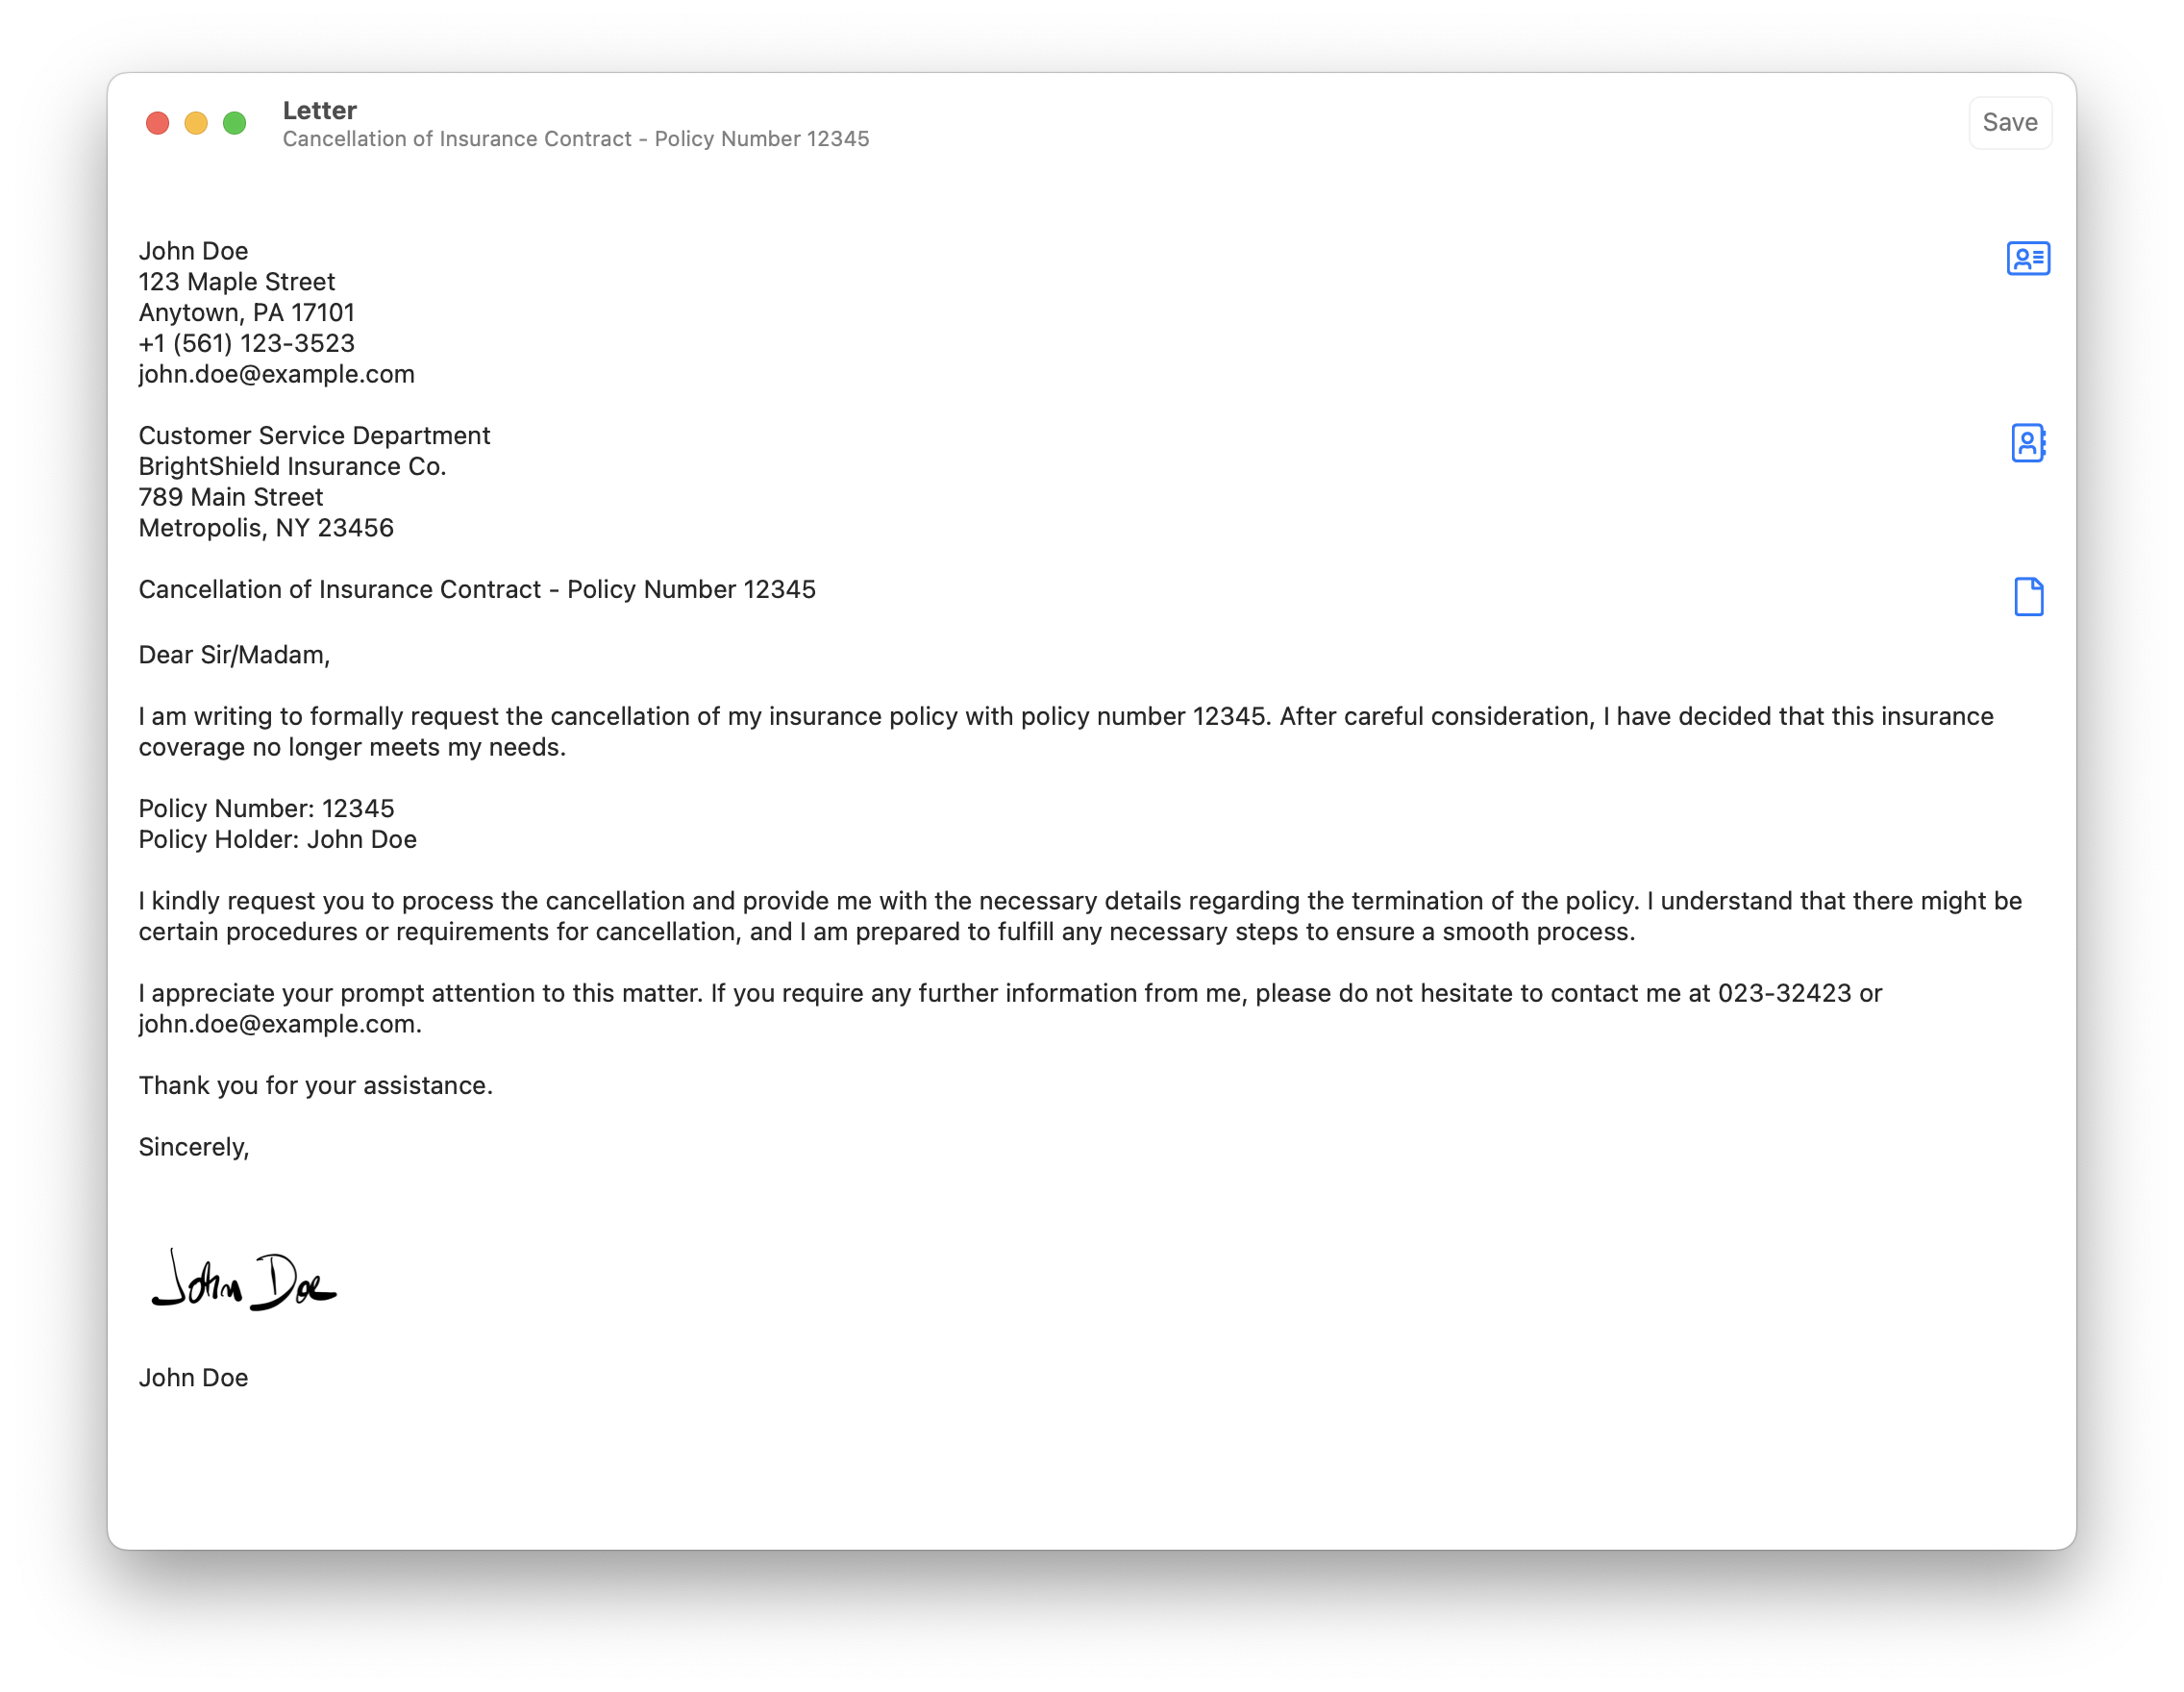 Letter
Cancellation of Insurance Contract - Policy Number 12345
Save
John Doe
123 Maple Street
Anytown, PA 17101
+1 (561) 123-3523
john.doe@example.com
Customer Service Department
BrightShield Insurance Co.
789 Main Street
Metropolis, NY 23456
Cancellation of Insurance Contract - Policy Number 12345
Dear Sir/Madam,
I am writing to formally request the cancellation of my insurance policy with policy number 12345. After careful consideration, I have decided that this insurance
coverage no longer meets my needs.
Policy Number: 12345
Policy Holder: John Doe
I kindly request you to process the cancellation and provide me with the necessary details regarding the termination of the policy. I understand that there might be
certain procedures or requirements for cancellation, and I am prepared to fulfill any necessary steps to ensure a smooth process.
I appreciate your prompt attention to this matter. If you require any further information from me, please do not hesitate to contact me at 023-32423 or
john.doe@example.com.
Thank you for your assistance.
Sincerely,
John Doe
John Doe